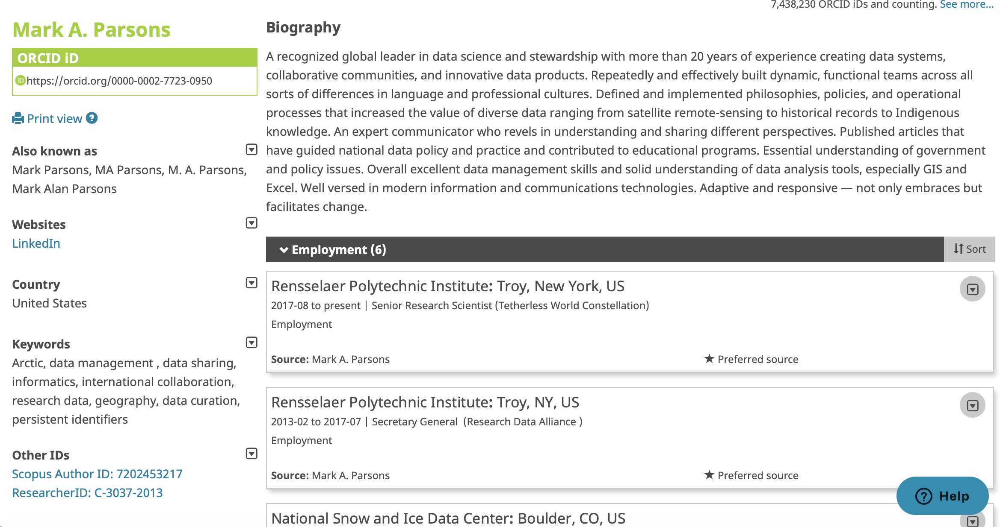 7,438,230 ORCID iDs and counting. See more...
Mark A. Parsons
ORCID iD
iD https://orcid.org/0000-0002-7723-0950
Print view ?
Also known as
Mark Parsons, MA Parsons, M. A. Parsons,
Mark Alan Parsons
Websites
LinkedIn
Country
United States
Keywords
Arctic, data management , data sharing,
informatics, international collaboration,
research data, geography, data curation,
persistent identifiers
Other IDs
Scopus Author ID: 7202453217
ResearcherID: C-3037-2013
Biography
A recognized global leader in data science and stewardship with more than 20 years of experience creating data systems,
collaborative communities, and innovative data products. Repeatedly and effectively built dynamic, functional teams across all
sorts of differences in language and professional cultures. Defined and implemented philosophies, policies, and operational
processes that increased the value of diverse data ranging from satellite remote-sensing to historical records to Indigenous
knowledge. An expert communicator who revels in understanding and sharing different perspectives. Published articles that
have guided national data policy and practice and contributed to educational programs. Essential understanding of government
and policy issues. Overall excellent data management skills and solid understanding of data analysis tools, especially GIS and
Excel. Well versed in modern information and communications technologies. Adaptive and responsive — not only embraces but
facilitates change.
Employment (6)
Sort
Rensselaer Polytechnic Institute: Troy, New York, US
2017-08 to present | Senior Research Scientist (Tetherless World Constellation)
Employment
Source: Mark A. Parsons
★ Preferred source
Rensselaer Polytechnic Institute: Troy, NY, US
2013-02 to 2017-07 | Secretary General (Research Data Alliance )
Employment
Source: Mark A. Parsons
★ Preferred source
National Snow and Ice Data Center: Boulder, CO, US
? Help